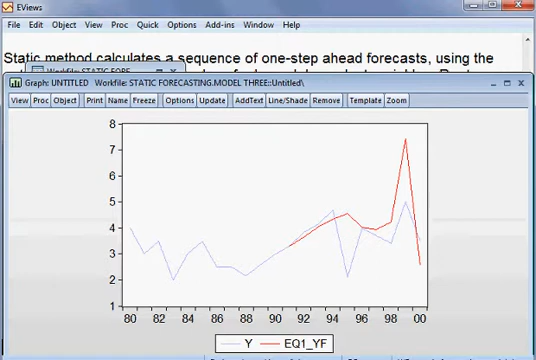 EViews
File Edit Object View Proc Quick Options Add-ins Window Help
Static method calculates a sequence of one-step ahead forecasts, using the
Workfile: STATIC FORE
Graph: UNTITLED Workfile: STATIC FORECASTING.MODEL THREE::Untitled\
View Proc Object Print Name Freeze Options Update AddText Line/Shade Remove Template Zoom
8
7
6
5
4
3
2
1
80 82 84 86 88 90 92 94 96 98 00
Y EQ1_YF